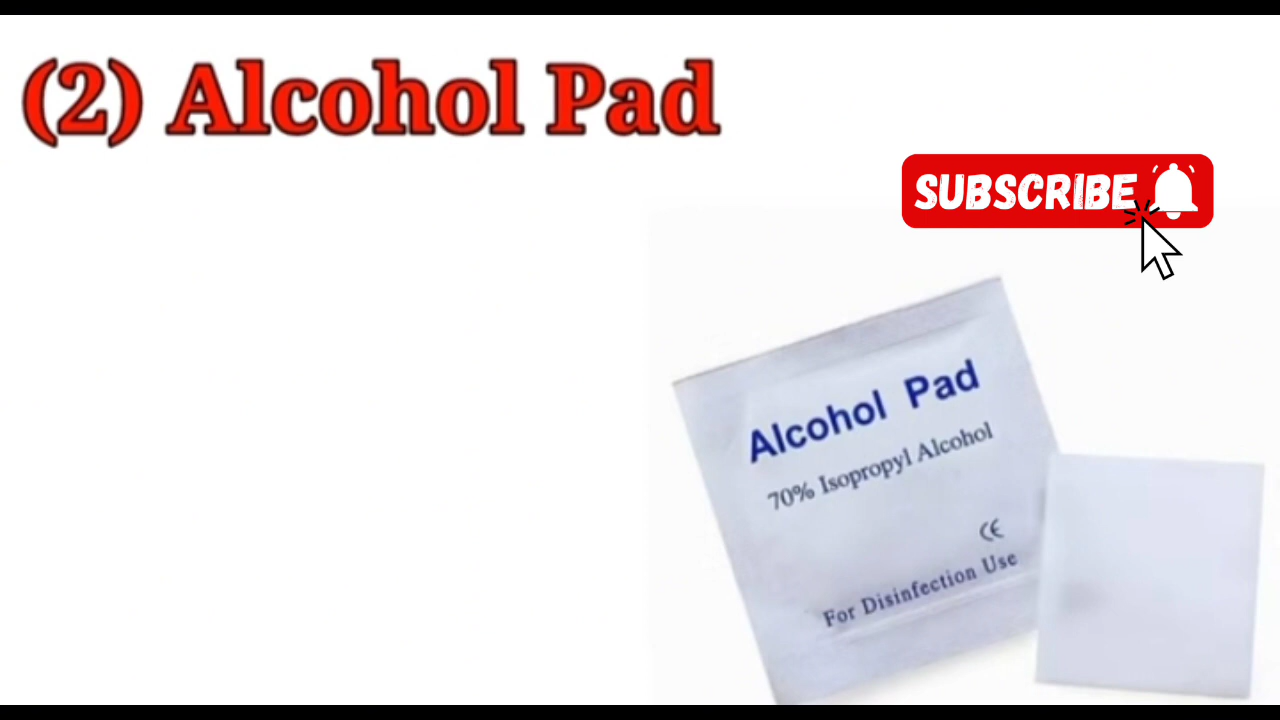 (2) Alcohol Pad
SUBSCRIBE
Alcohol Pad
70% Isopropyl Alcohol
CE
For Disinfection Use